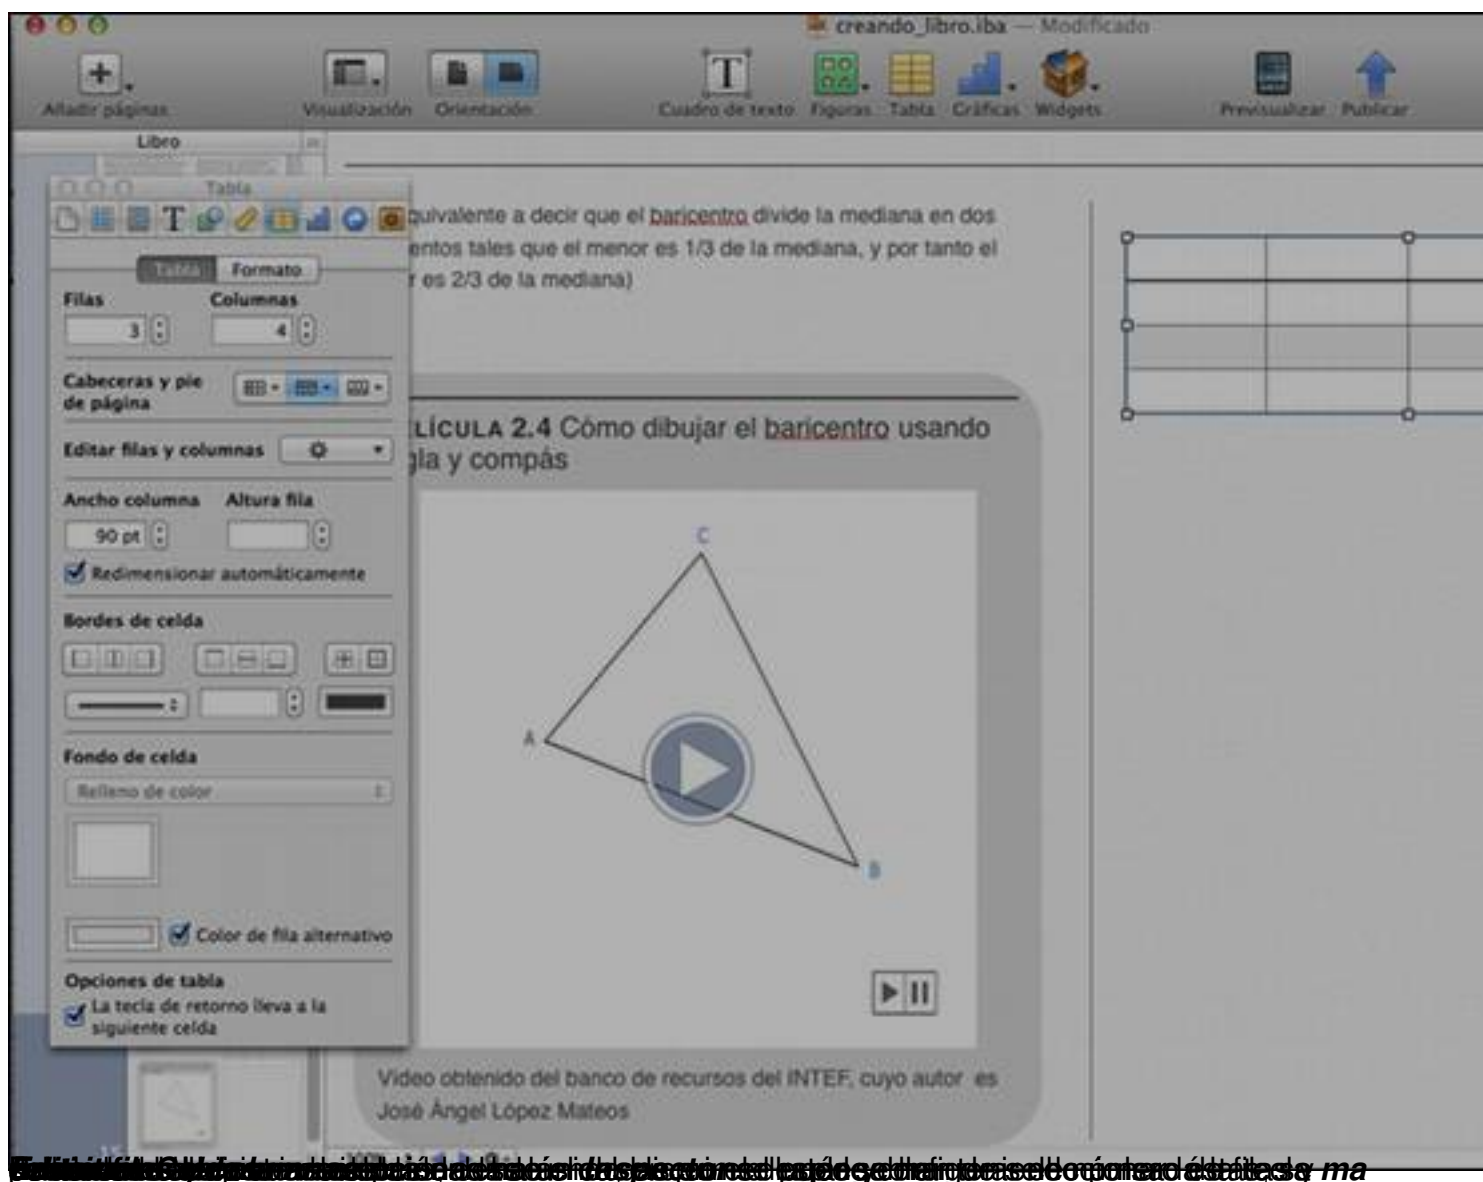 creando_libro.iba — Modificado
Añadir páginas Visualización Orientación Cuadro de texto Figuras Tabla Gráficas Widgets Previsualizar Publicar
Libro
Tabla
Tabla Formato
Filas Columnas
3 4
Cabeceras y pie
de página
Editar filas y columnas
Ancho columna Altura fila
90 pt
Redimensionar automáticamente
Bordes de celda
Fondo de celda
Relleno de color
Color de fila alternativo
Opciones de tabla
La tecla de retorno lleva a la
siguiente celda
quivalente a decir que el baricentro divide la mediana en dos
entos tales que el menor es 1/3 de la mediana, y por tanto el
r es 2/3 de la mediana)
LÍCULA 2.4 Cómo dibujar el baricentro usando
gla y compás
C
A
B
Video obtenido del banco de recursos del INTEF, cuyo autor es
José Ángel López Mateos